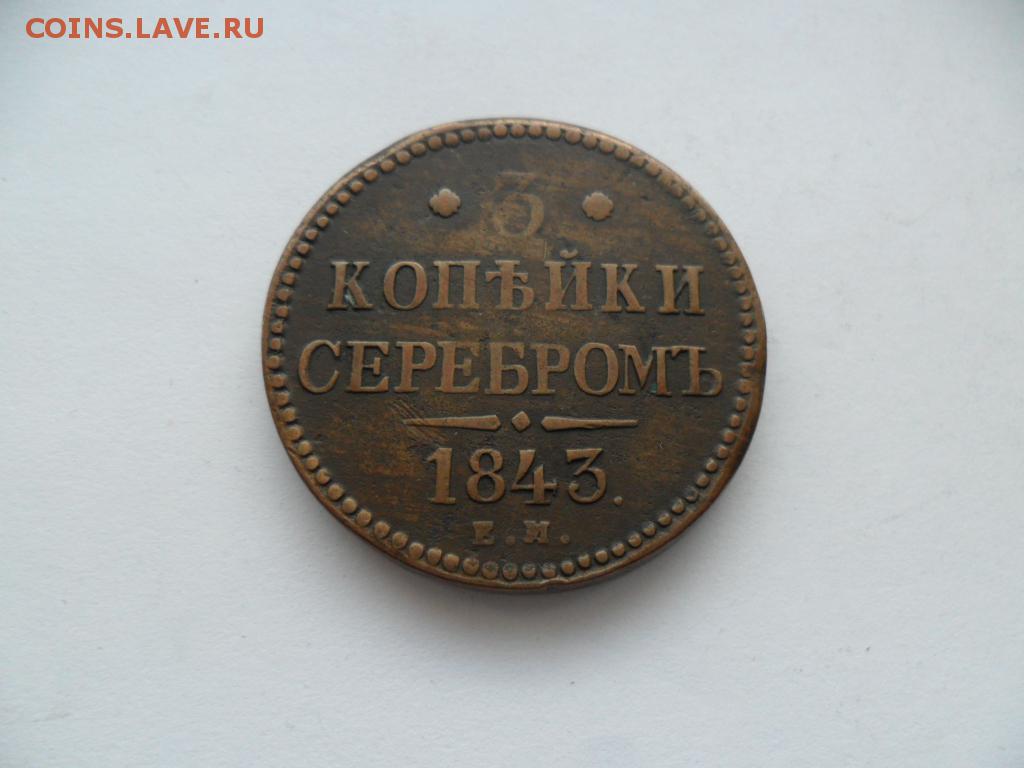 COINS.LAVE.RU
3
КОПѢЙКИ
СЕРЕБРОМЪ
1843.
Е.М.